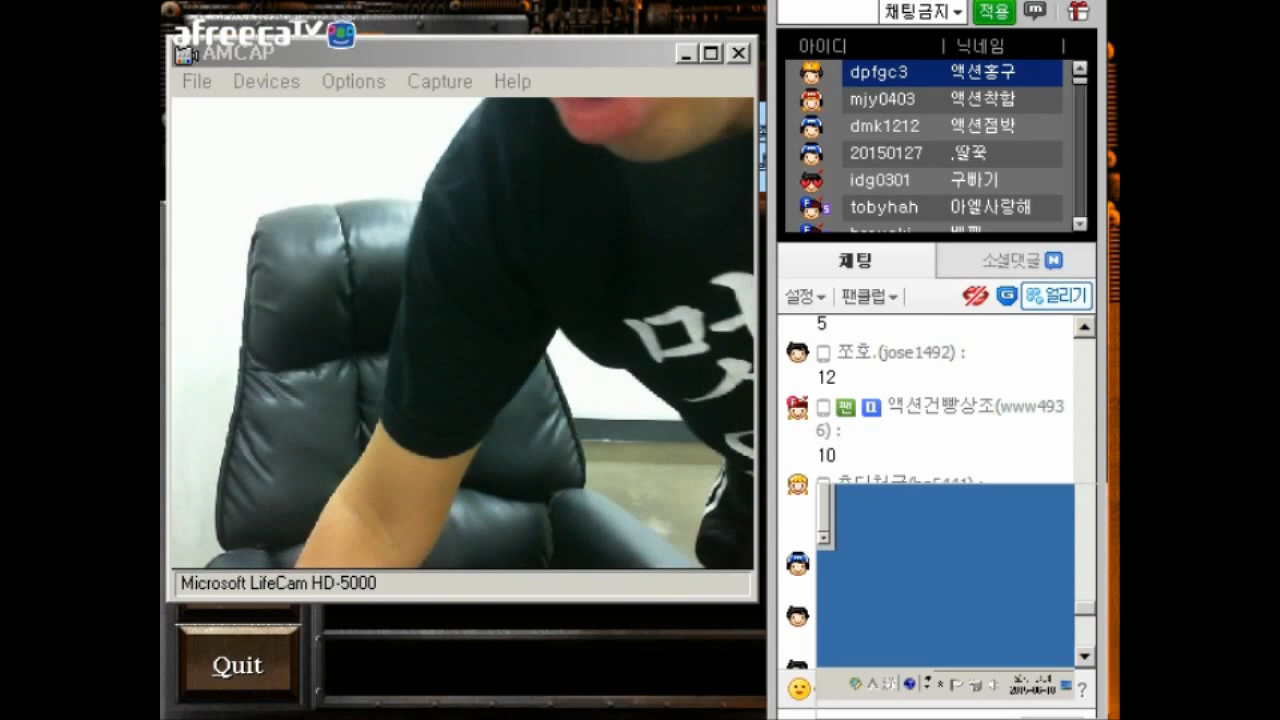 afreecaTV
AMCAP
File Devices Options Capture Help
Microsoft LifeCam HD-5000
Quit
채팅금지 적용
아이디 닉네임
dpfgc3 액션홍구
mjy0403 액션착함
dmk1212 액션점박
20150127 .딸꾹
idg0301 구빠기
tobyhah 아엘사랑해
채팅 소셜댓글 N
설정 팬클럽 얼리기
5
쪼호.(jose1492) :
12
팬 액션건빵상조(www493
6) :
10